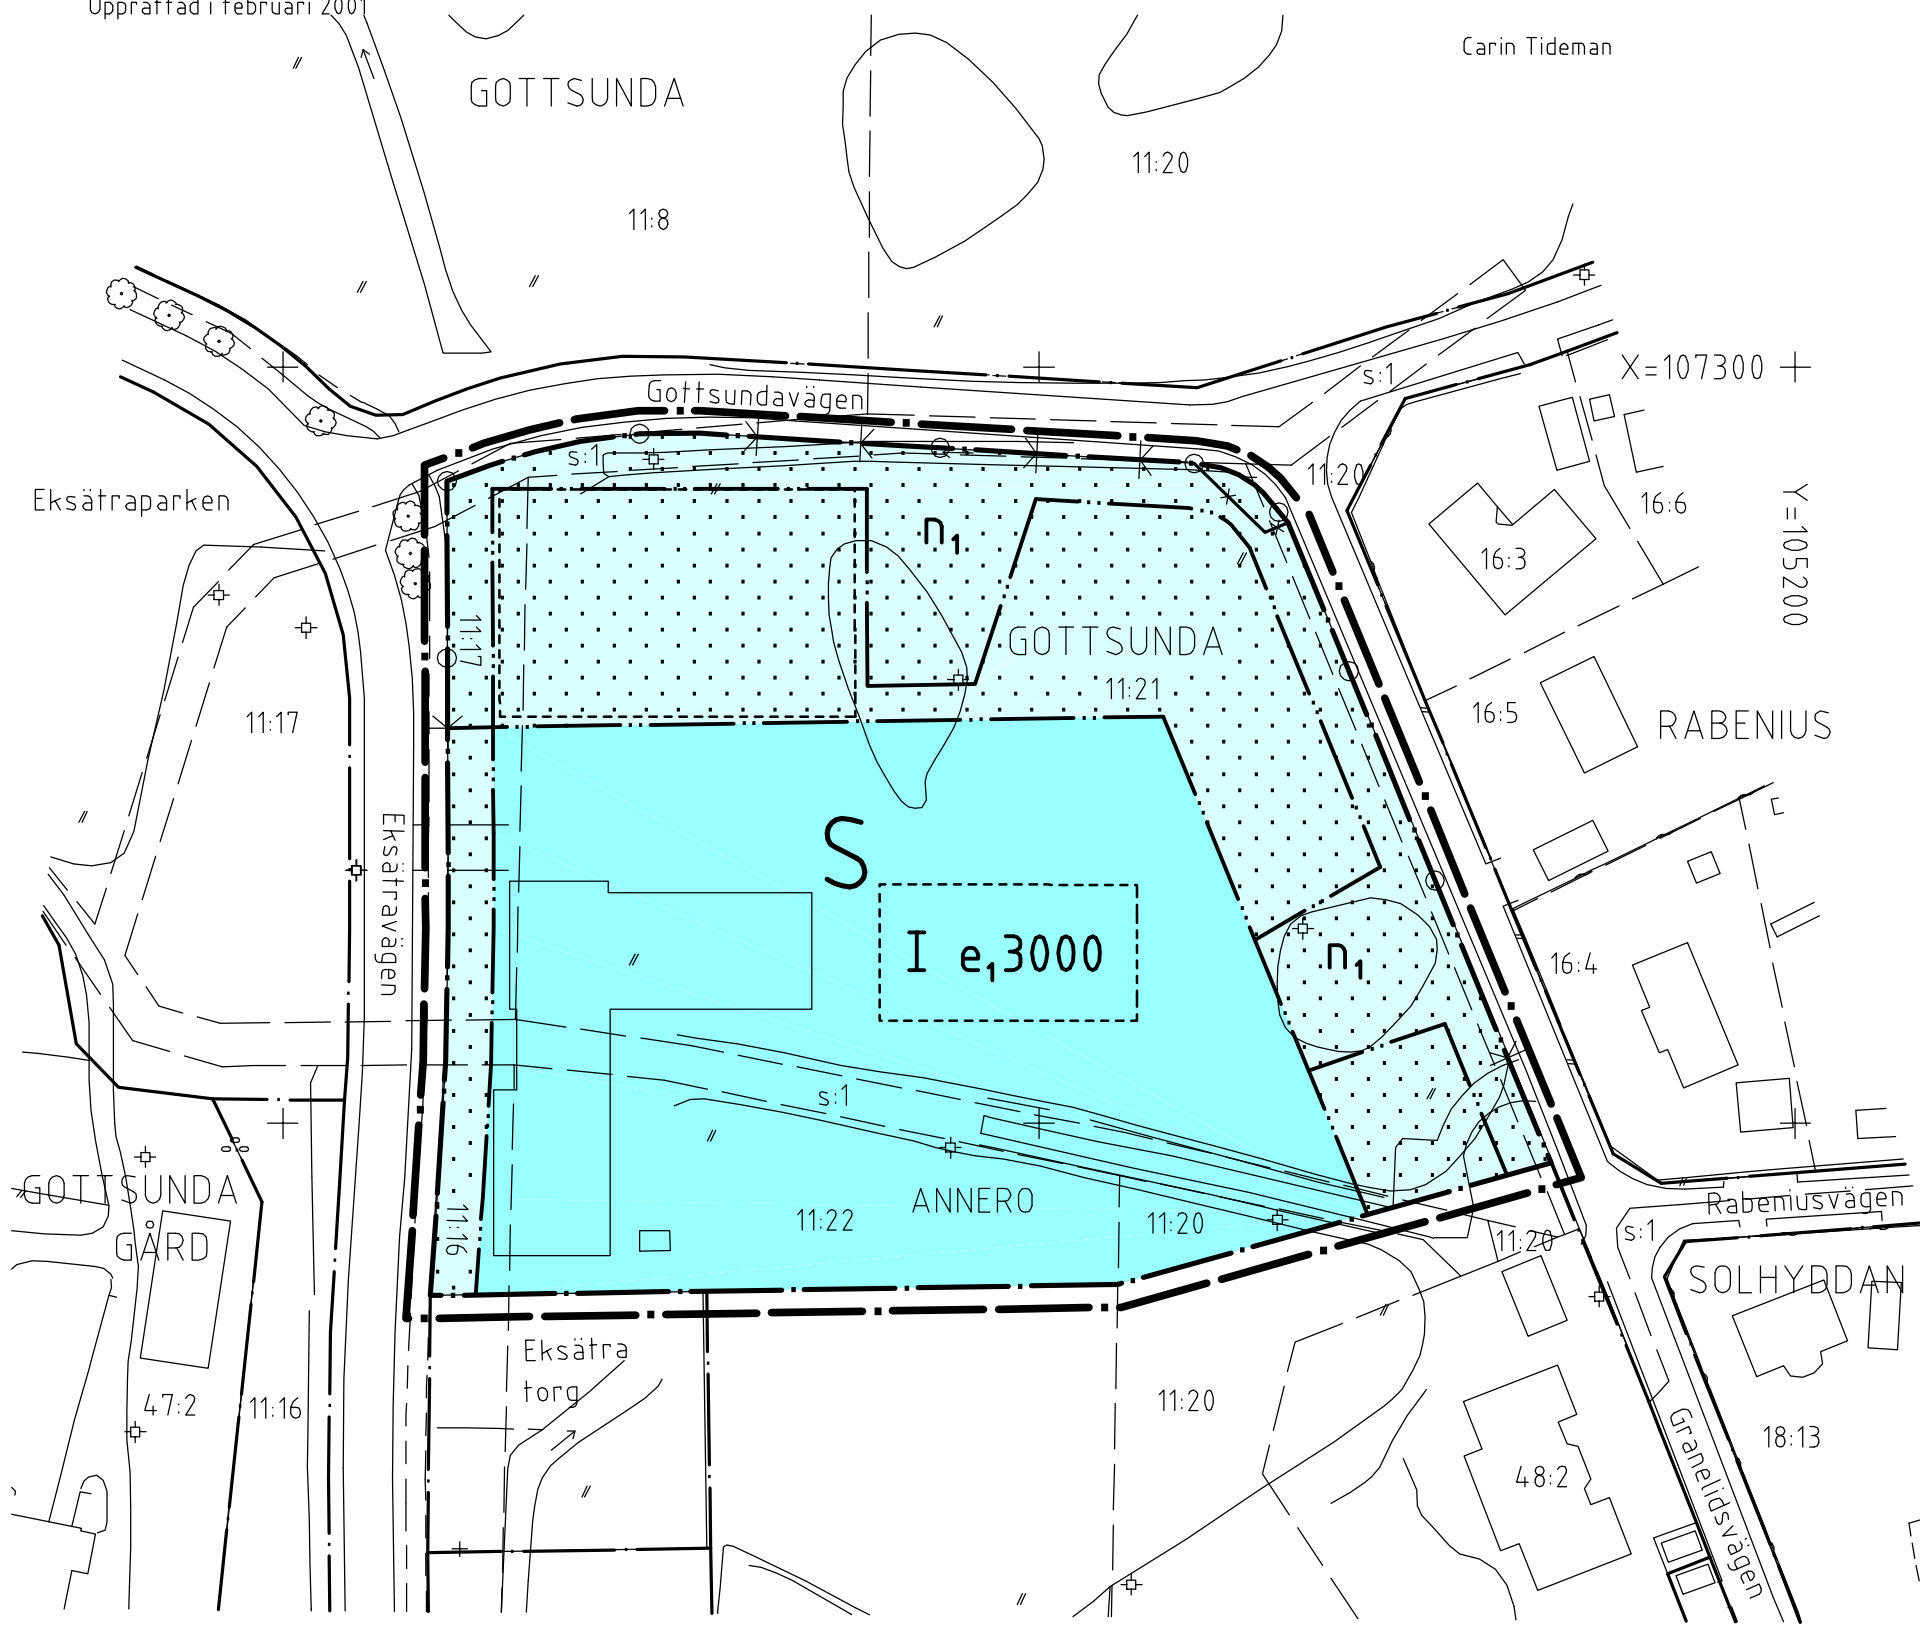 Upprättad i februari 2001
Carin Tideman
GOTTSUNDA
11:20
11:8
X=107300
s:1
Gottsundavägen
s:1
11:20
Eksätraparken
16:6
Y=105200
n1
16:3
11:17
GOTTSUNDA
11:21
11:17
16:5
RABENIUS
Eksätravägen
S
I e1 3000
n1
16:4
s:1
GOTTSUNDA
GÅRD
ANNERO
11:22
11:20
11:16
11:20
Rabeniusvägen
s:1
SOLHYDDAN
Eksätra
torg
47:2
11:16
11:20
Granelidsvägen
18:13
48:2